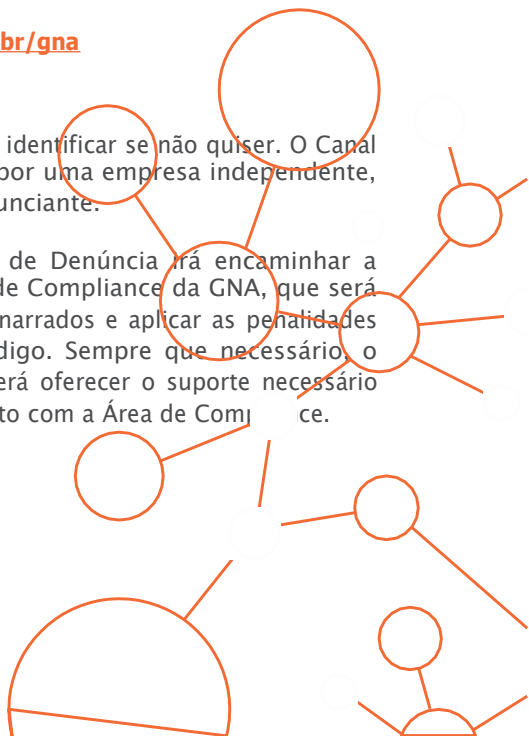 br/gna
identificar se não quiser. O Canal
por uma empresa independente,
unciante.
de Denúncia irá encaminhar a
de Compliance da GNA, que será
narrados e aplicar as penalidades
digo. Sempre que necessário, o
erá oferecer o suporte necessário
to com a Área de Comp ce.